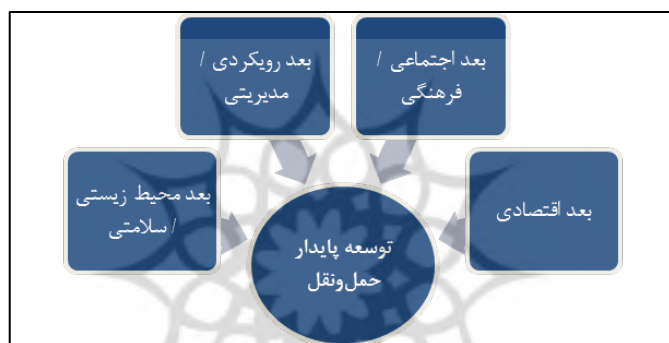 بعد اجتماعی /
فرهنگی
بعد رویکردی /
مدیریتی
بعد اقتصادی
بعد محیط زیستی
/ سلامتی
توسعه پایدار
حمل‌ونقل